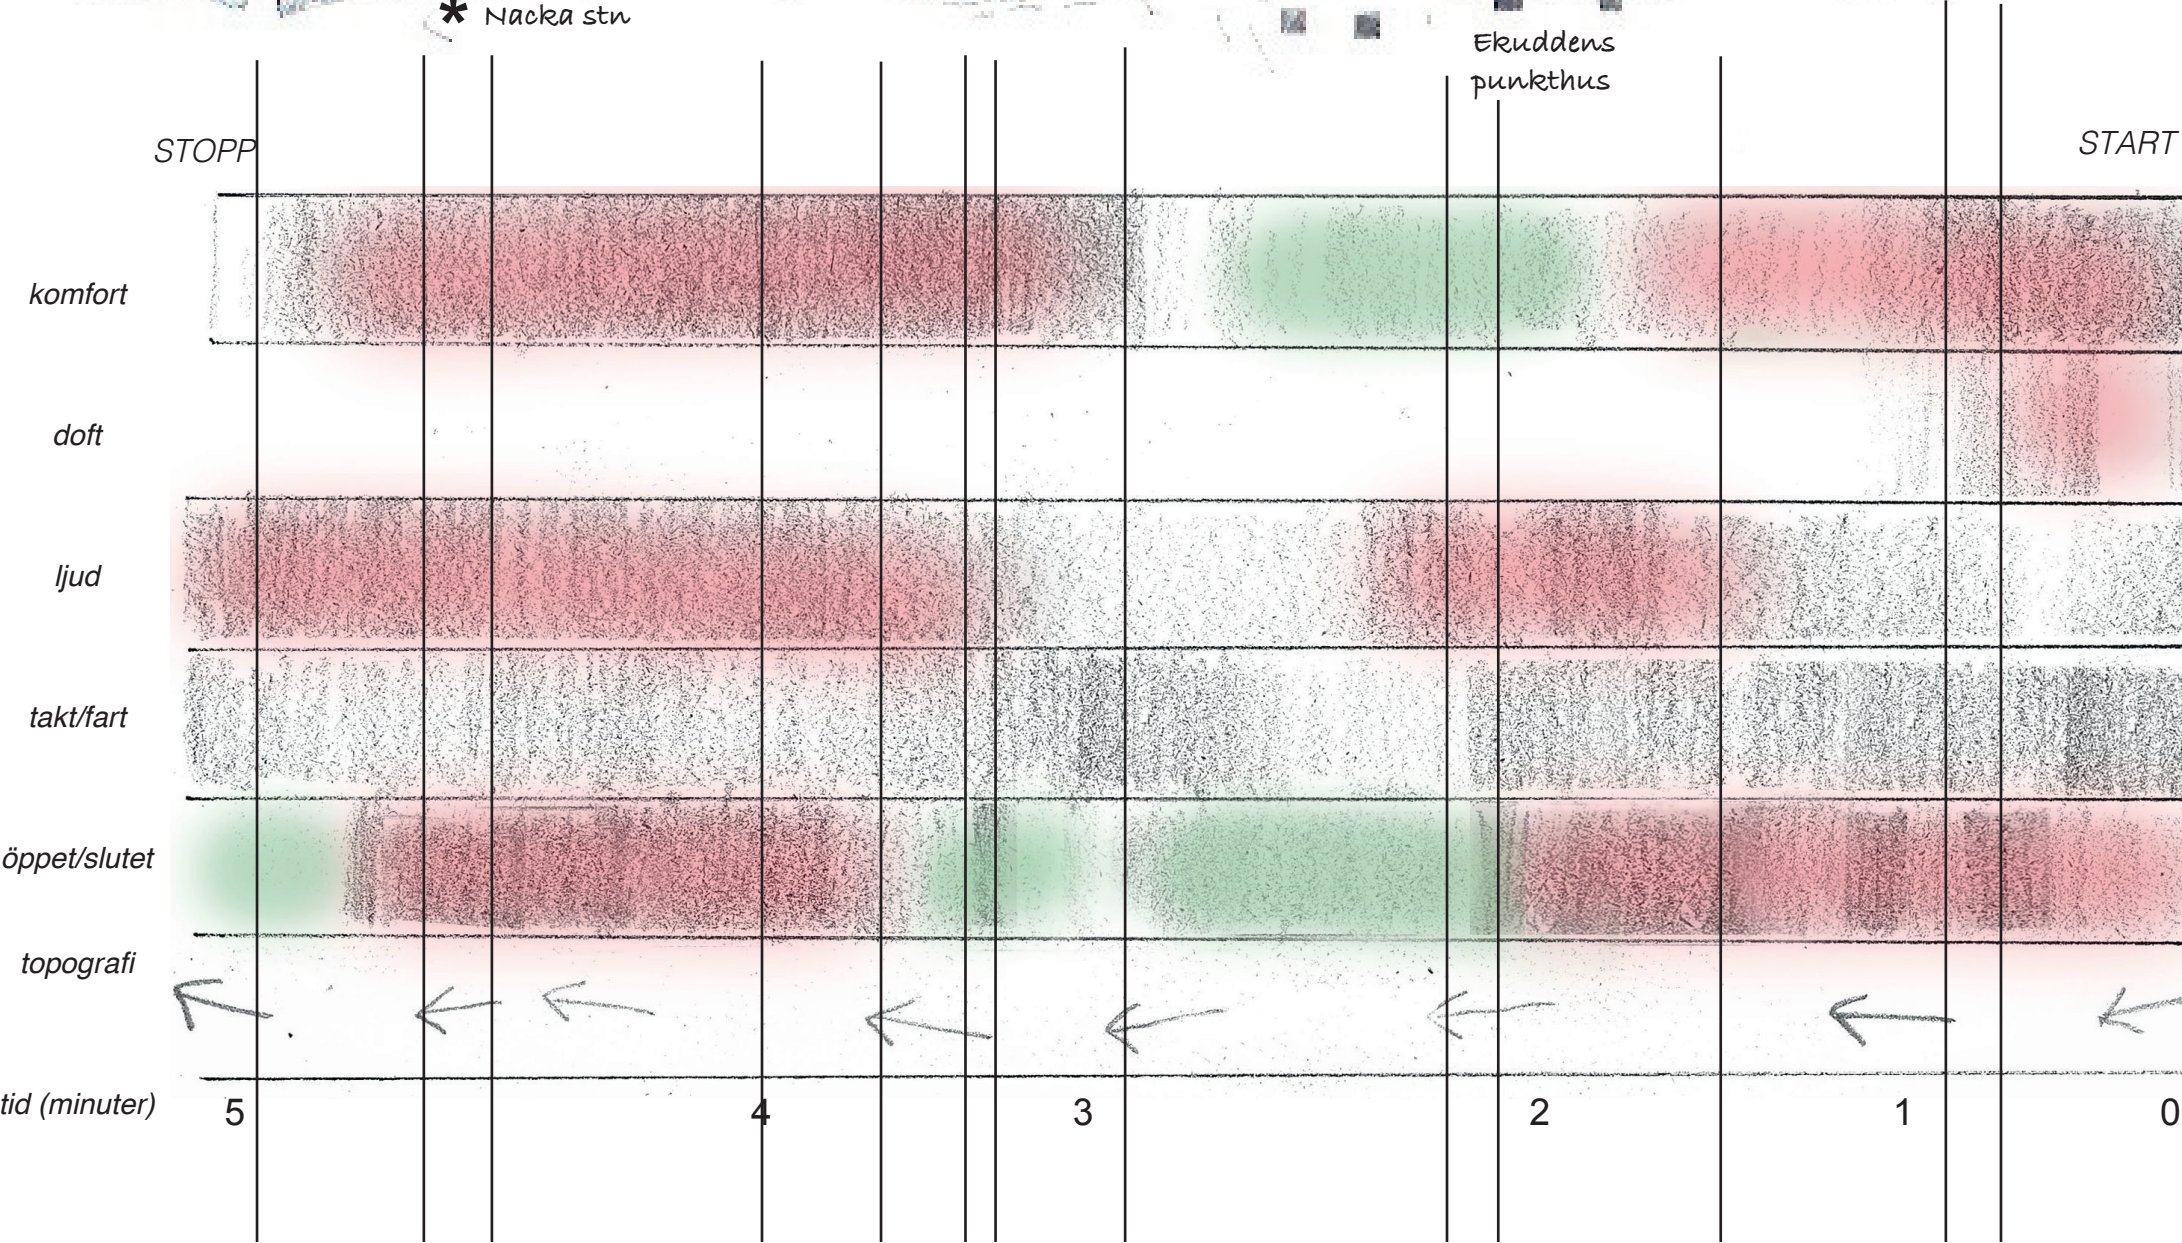 * Nacka stn
Ekuddens
punkthus
STOPP
START
komfort
doft
ljud
takt/fart
öppet/slutet
topografi
tid (minuter)
5 4 3 2 1 0